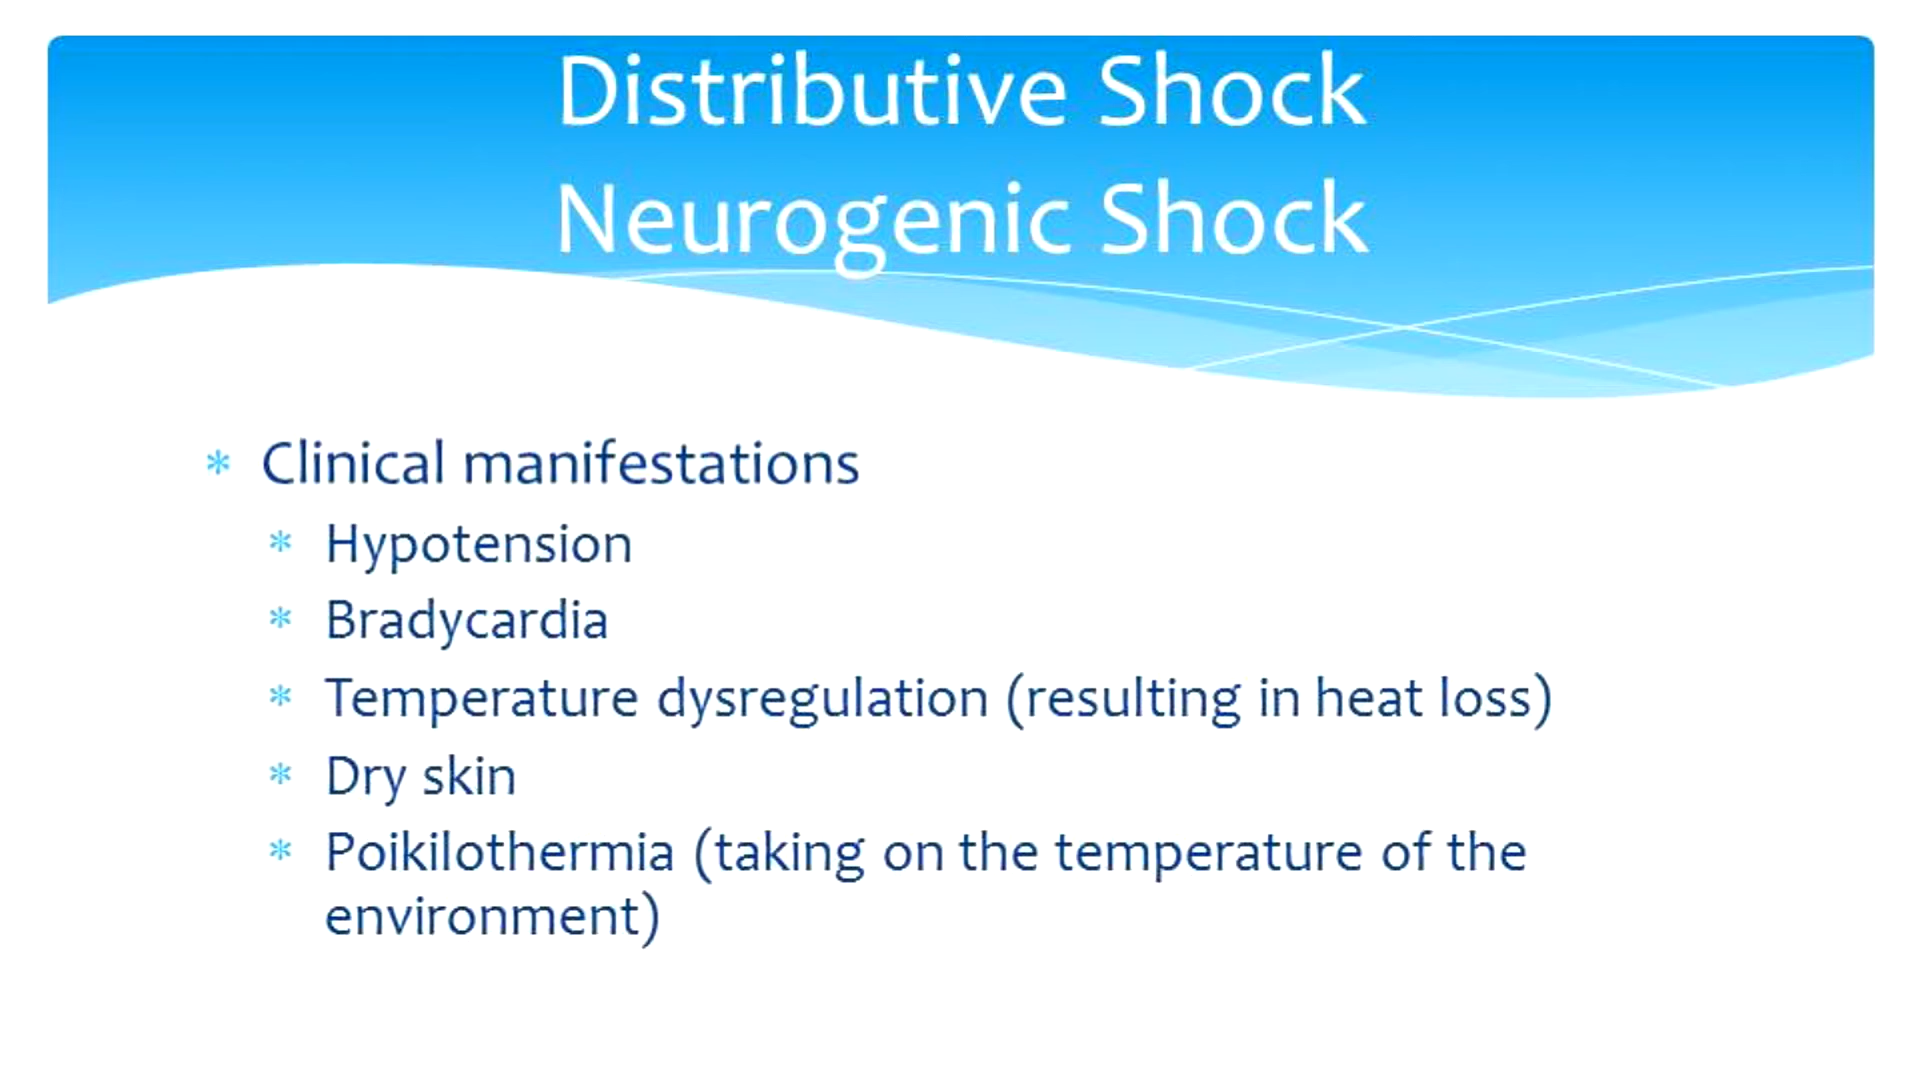 Distributive Shock
Neurogenic Shock
* Clinical manifestations
* Hypotension
* Bradycardia
* Temperature dysregulation (resulting in heat loss)
* Dry skin
* Poikilothermia (taking on the temperature of the
environment)